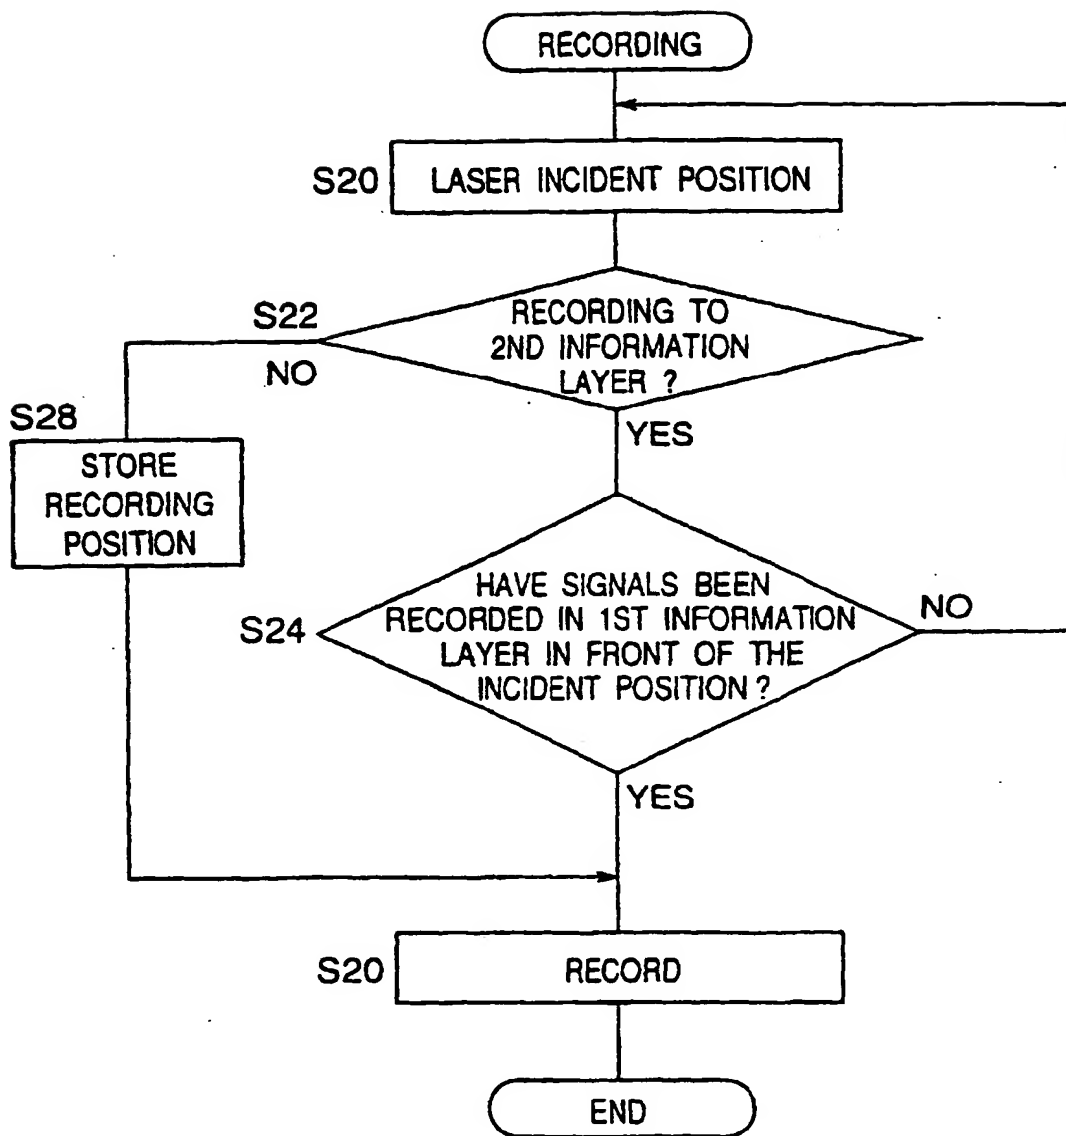 RECORDING
S20
LASER INCIDENT POSITION
S22
RECORDING TO
2ND INFORMATION
LAYER ?
NO
YES
S28
STORE
RECORDING
POSITION
S24
HAVE SIGNALS BEEN
RECORDED IN 1ST INFORMATION
LAYER IN FRONT OF THE
INCIDENT POSITION ?
NO
YES
S20
RECORD
END